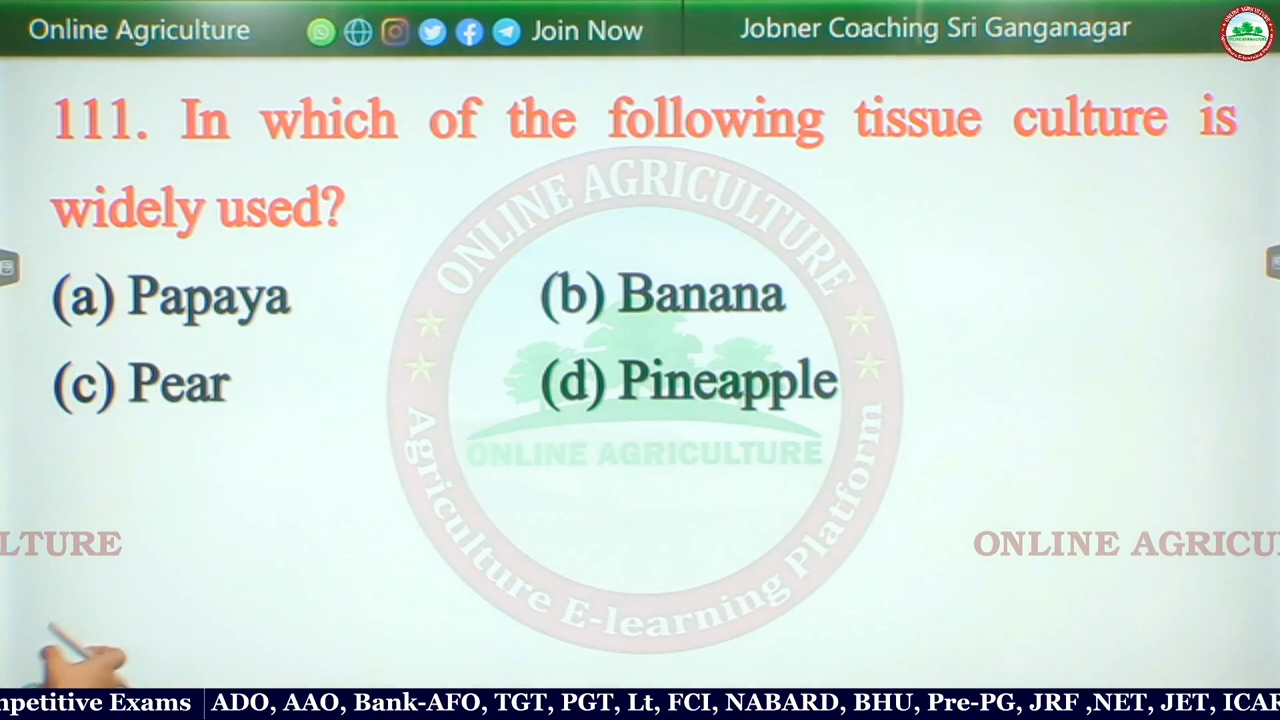 Online Agriculture Join Now Jobner Coaching Sri Ganganagar
111. In which of the following tissue culture is
widely used?
(a) Papaya (b) Banana
(c) Pear (d) Pineapple
ONLINE AGRICULTURE
ONLINE AGRICULTURE
Agriculture E-learning Platform
LTURE ONLINE AGRICU
mpetitive Exams ADO, AAO, Bank-AFO, TGT, PGT, Lt, FCI, NABARD, BHU, Pre-PG, JRF ,NET, JET, ICAR